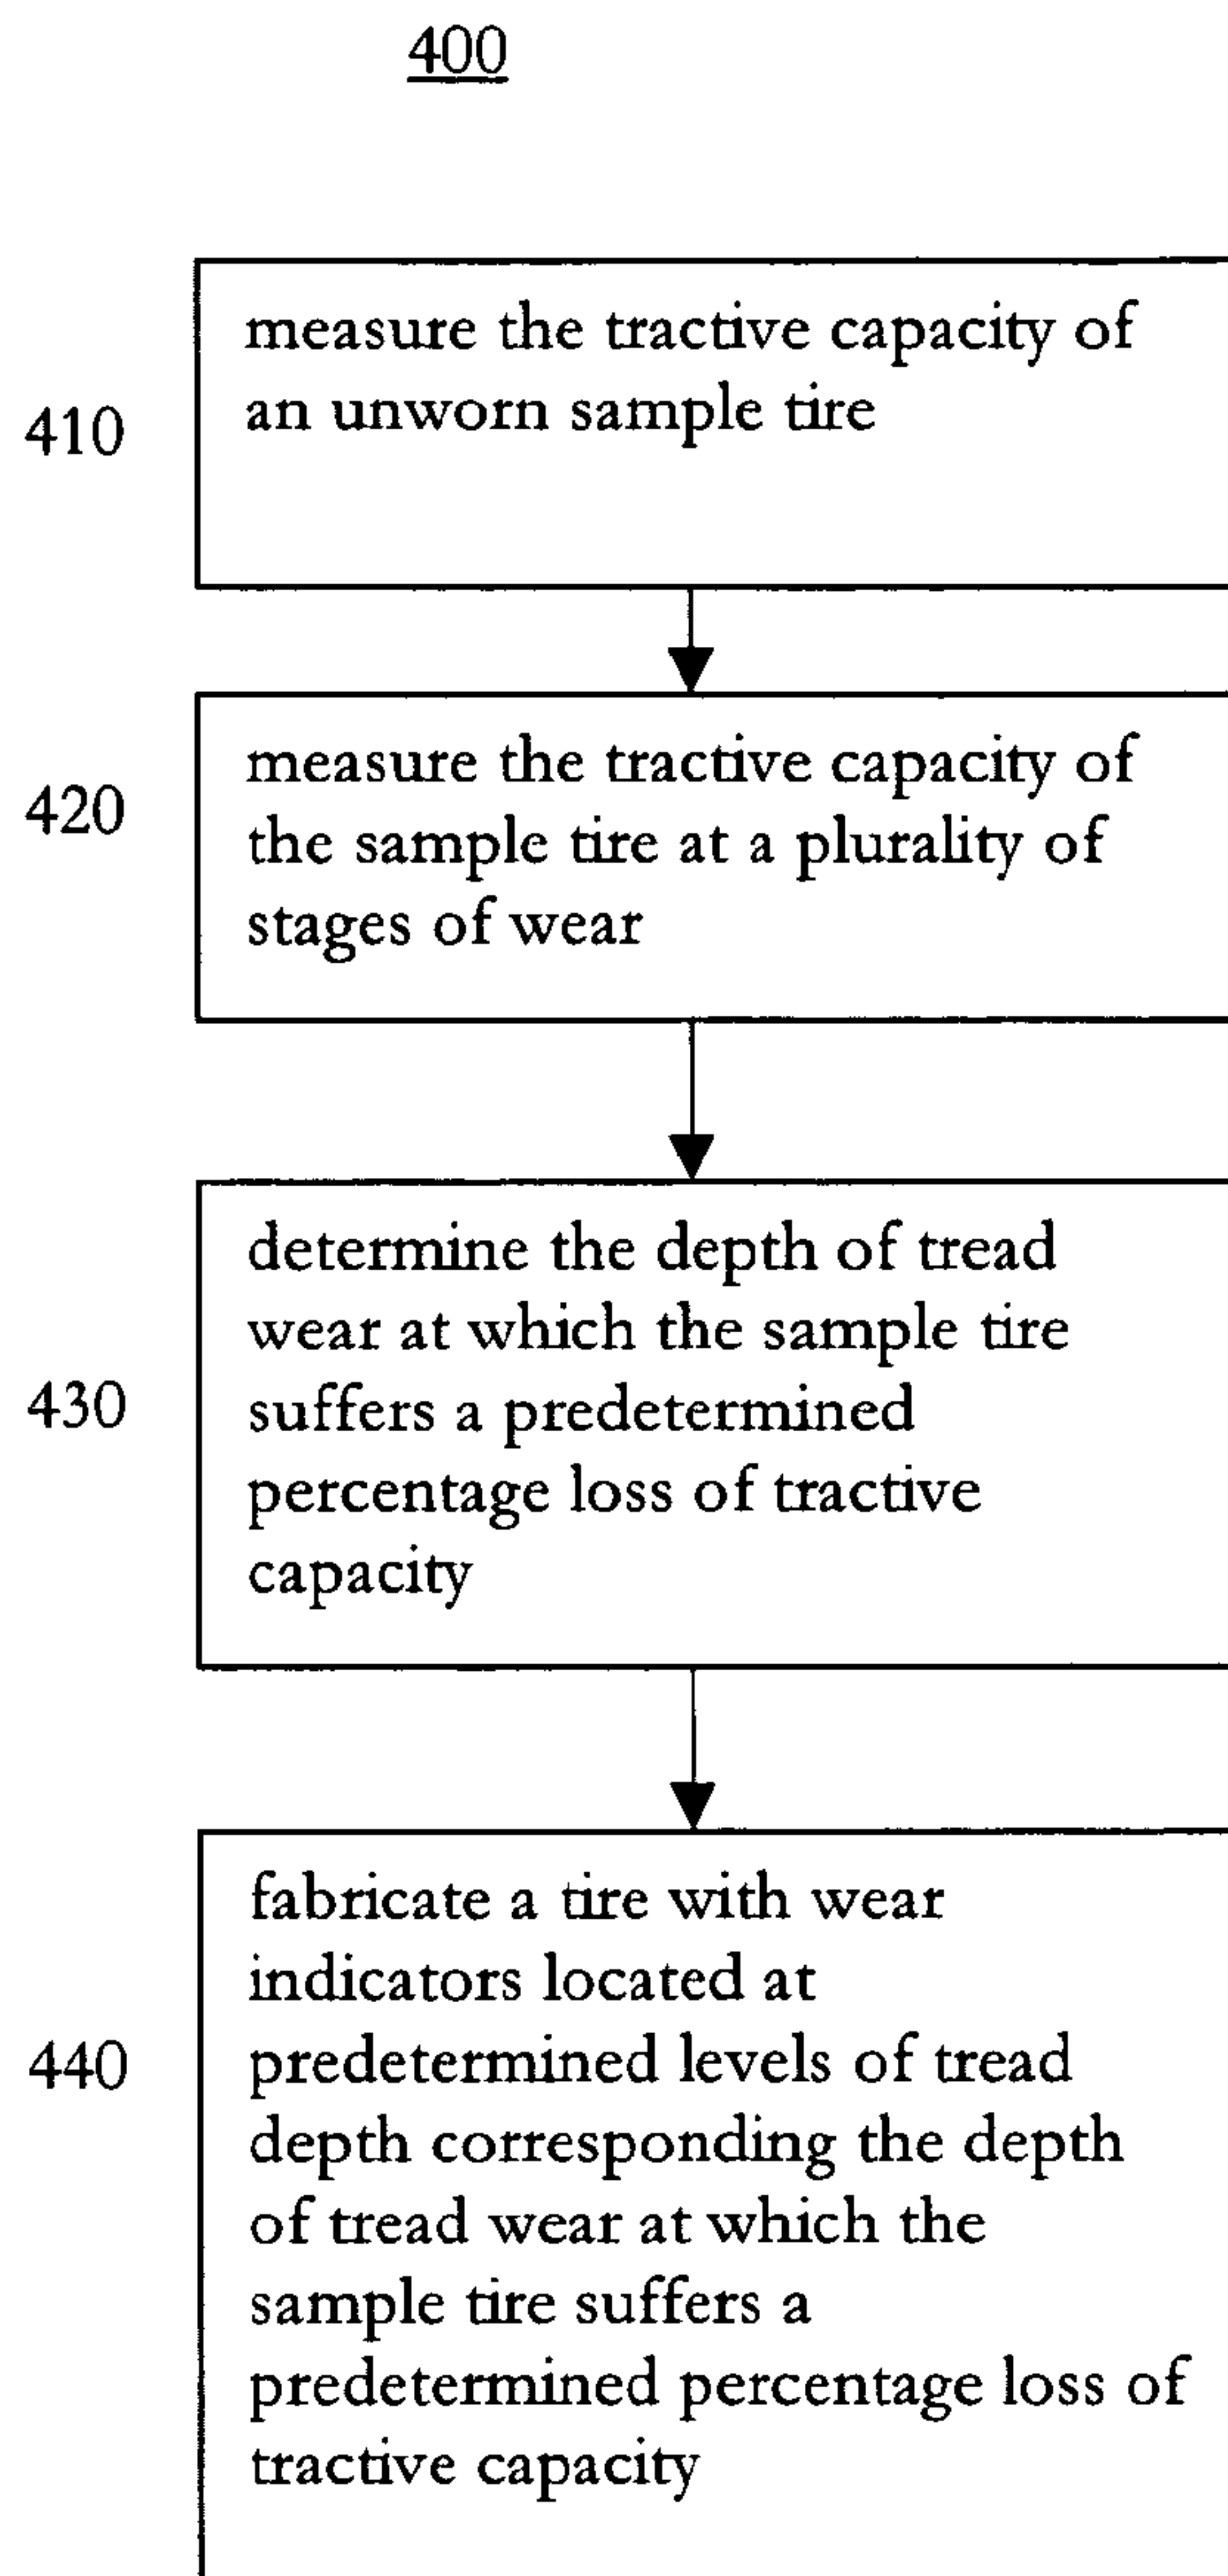 400
410
measure the tractive capacity of
an unworn sample tire
420
measure the tractive capacity of
the sample tire at a plurality of
stages of wear
430
determine the depth of tread
wear at which the sample tire
suffers a predetermined
percentage loss of tractive
capacity
440
fabricate a tire with wear
indicators located at
predetermined levels of tread
depth corresponding the depth
of tread wear at which the
sample tire suffers a
predetermined percentage loss of
tractive capacity